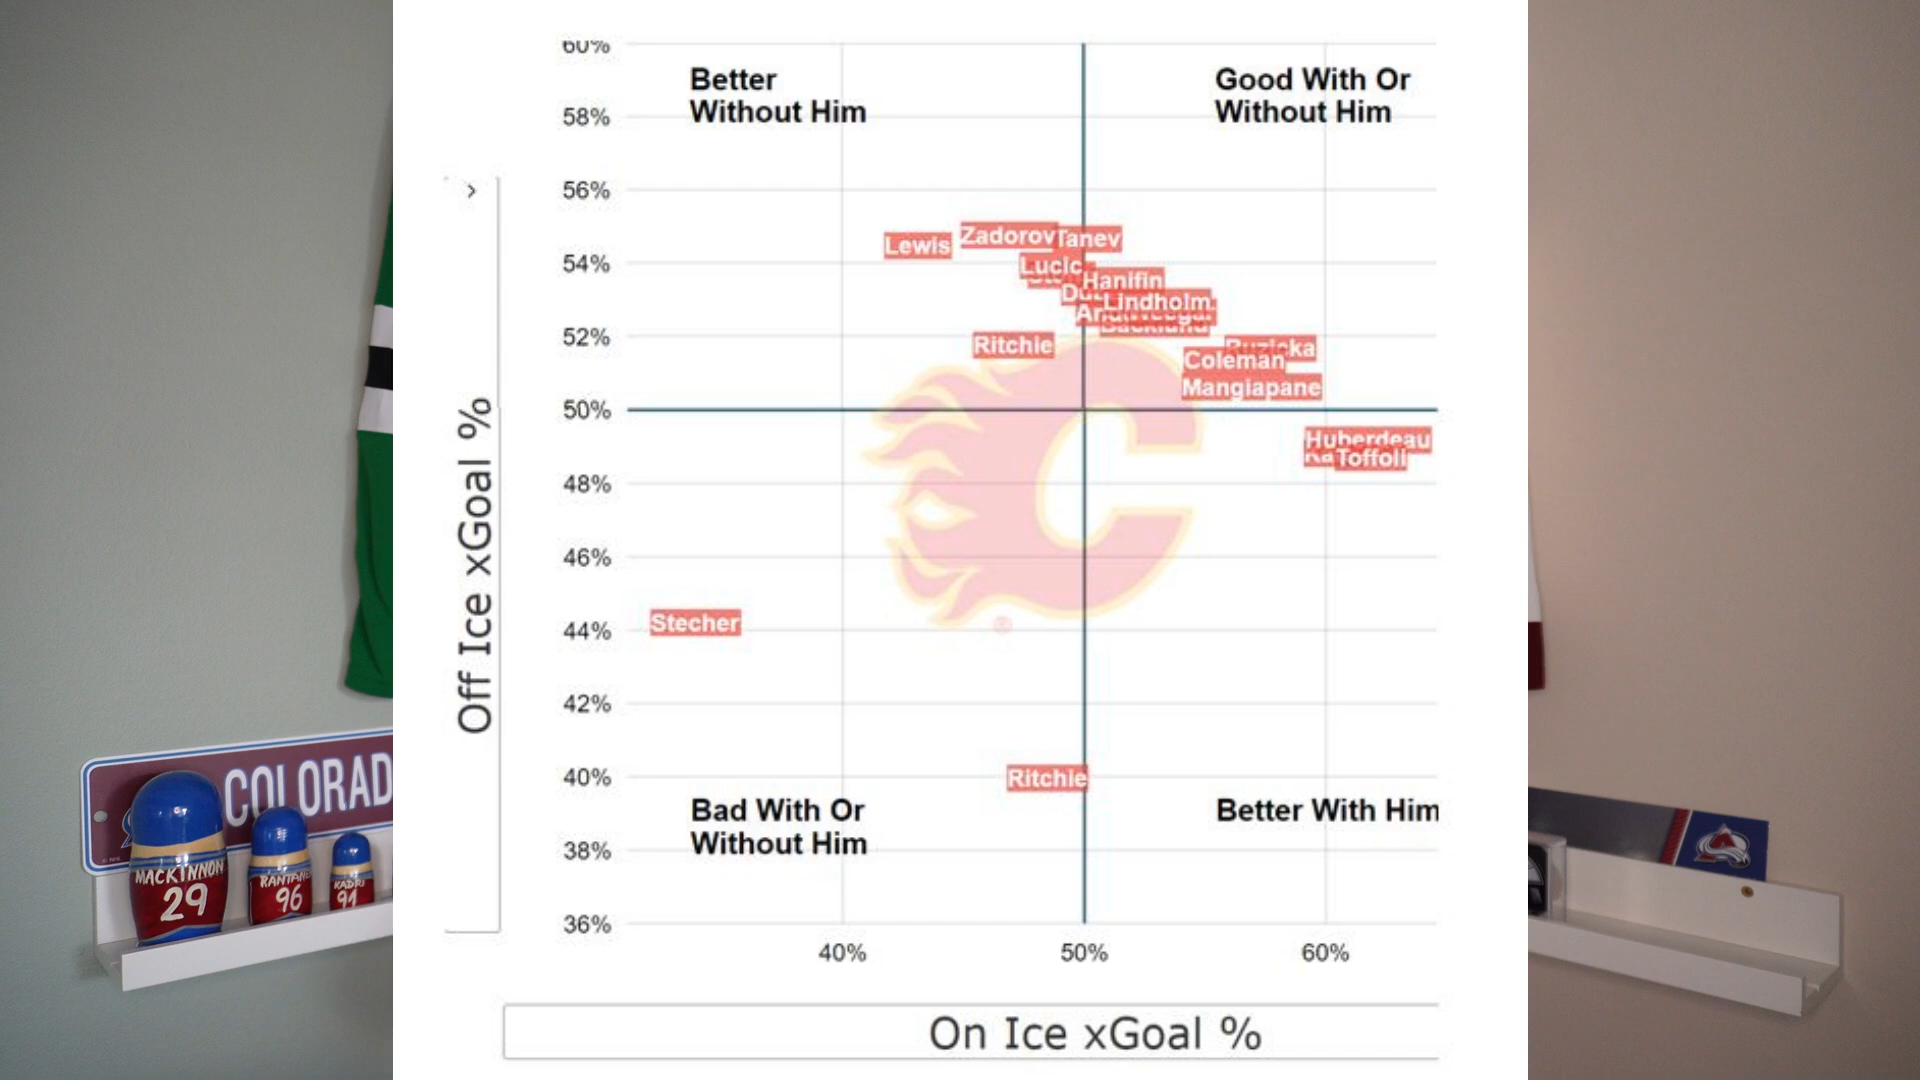 60%
Better
Without Him
Good With Or
Without Him
58%
56%
Lewis
Zadorov
Tanev
54%
Lucic
Hanifin
Lindholm
52%
Ritchie
Coleman
Mangiapane
50%
Huberdeau
Toffoli
48%
46%
Stecher
44%
42%
40%
Ritchie
Bad With Or
Without Him
Better With Him
38%
36%
40%
50%
60%
Off Ice xGoal %
On Ice xGoal %
COLORAD
MACKINNON
29
96
KADRI
91